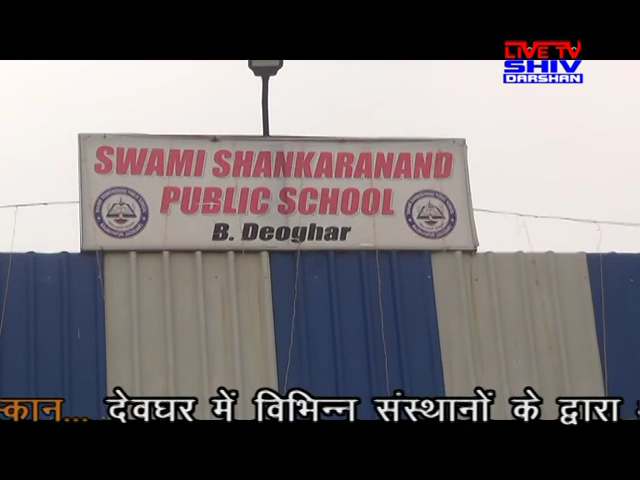 LIVE TV
SHIV
DARSHAN
SWAMI SHANKARANAND
PUBLIC SCHOOL
B. Deoghar
देवघर में विभिन्न संस्थानों के द्वारा